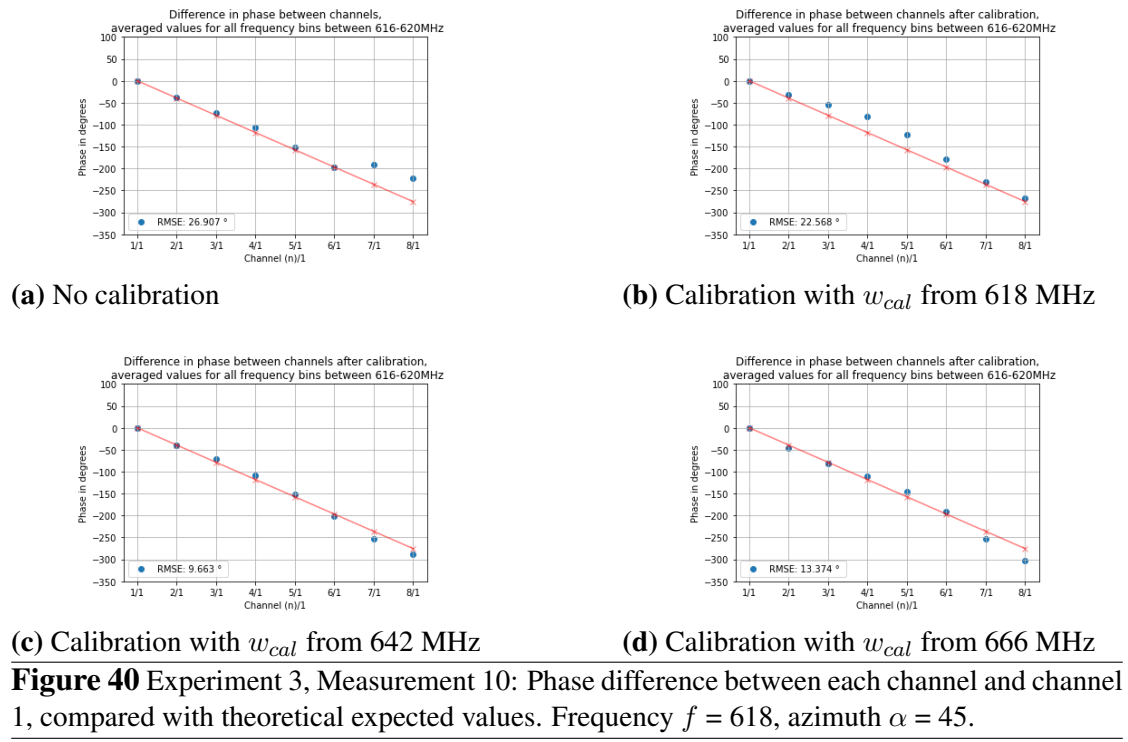 Difference in phase between channels,
averaged values for all frequency bins between 616-620MHz
100
50
0
−50
−100
−150
−200
−250
−300
−350
Phase in degrees
RMSE: 26.907 °
1/1 2/1 3/1 4/1 5/1 6/1 7/1 8/1
Channel (n)/1
(a) No calibration
Difference in phase between channels after calibration,
averaged values for all frequency bins between 616-620MHz
100
50
0
−50
−100
−150
−200
−250
−300
−350
Phase in degrees
RMSE: 22.568 °
1/1 2/1 3/1 4/1 5/1 6/1 7/1 8/1
Channel (n)/1
(b) Calibration with w_cal from 618 MHz
Difference in phase between channels after calibration,
averaged values for all frequency bins between 616-620MHz
100
50
0
−50
−100
−150
−200
−250
−300
−350
Phase in degrees
RMSE: 9.663 °
1/1 2/1 3/1 4/1 5/1 6/1 7/1 8/1
Channel (n)/1
(c) Calibration with w_cal from 642 MHz
Difference in phase between channels after calibration,
averaged values for all frequency bins between 616-620MHz
100
50
0
−50
−100
−150
−200
−250
−300
−350
Phase in degrees
RMSE: 13.374 °
1/1 2/1 3/1 4/1 5/1 6/1 7/1 8/1
Channel (n)/1
(d) Calibration with w_cal from 666 MHz
Figure 40 Experiment 3, Measurement 10: Phase difference between each channel and channel
1, compared with theoretical expected values. Frequency f = 618, azimuth α = 45.